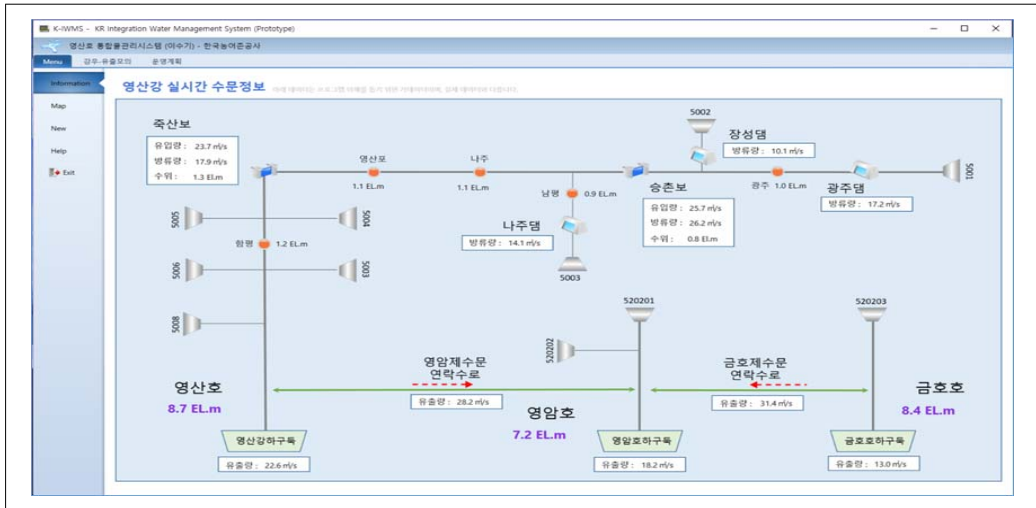 K-IWMS - KR Integration Water Management System (Prototype)
영산호 통합물관리시스템 (이수기) - 한국농어촌공사
Menu 강우-유출모의 운영계획
Information
Map
New
Help
Exit
영산강 실시간 수문정보
죽산보
유입량 : 23.7 ㎥/s
방류량 : 17.9 ㎥/s
수위 : 1.3 EL.m
영산포
1.1 EL.m
나주
1.1 EL.m
남평 0.9 EL.m
나주댐
방류량 : 14.1 ㎥/s
5003
승촌보
유입량 : 25.7 ㎥/s
방류량 : 26.2 ㎥/s
수위 : 0.8 El.m
5002
장성댐
방류량 : 10.1 ㎥/s
광주 1.0 EL.m
광주댐
방류량 : 17.2 ㎥/s
5001
5005
5004
함평 1.2 EL.m
5006
5003
5008
520201
520202
520203
영암제수문
연락수로
유출량 : 28.2 ㎥/s
금호제수문
연락수로
유출량 : 31.4 ㎥/s
영산호
8.7 EL.m
영암호
7.2 EL.m
금호호
8.4 EL.m
영산강하구둑
유출량 : 22.6 ㎥/s
영암호하구둑
유출량 : 18.2 ㎥/s
금호호하구둑
유출량 : 13.0 ㎥/s